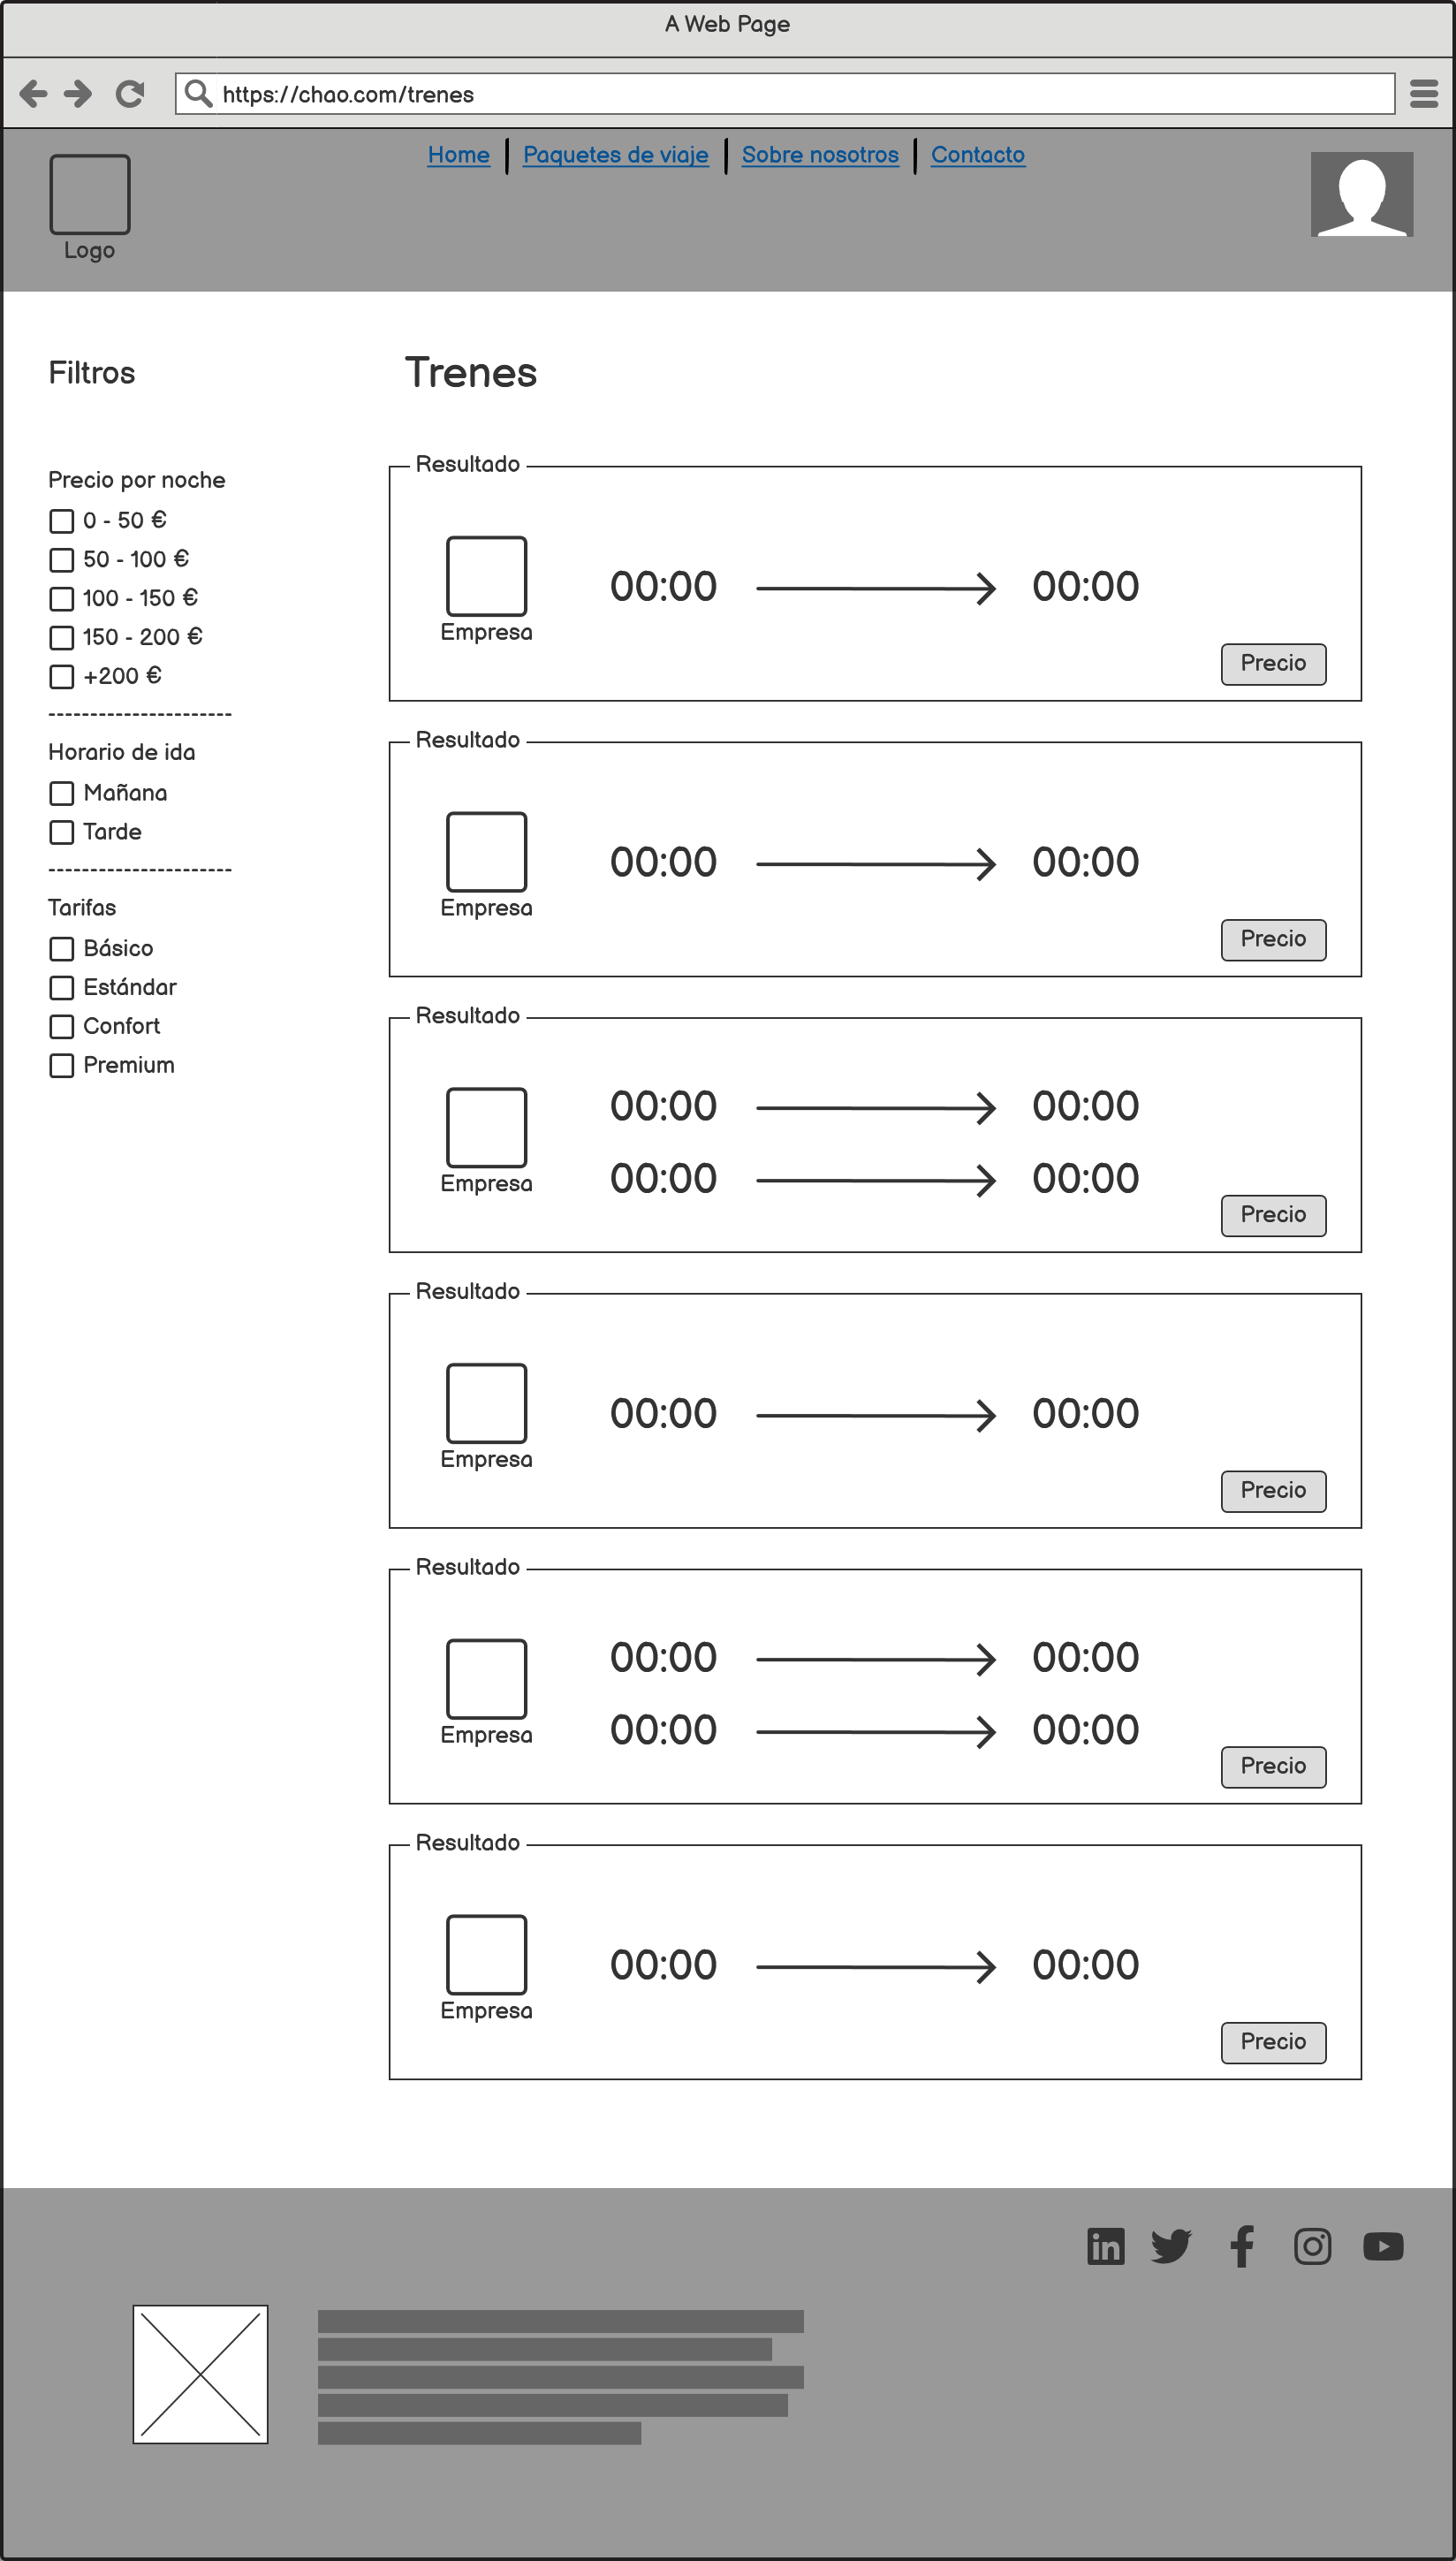 A Web Page
https://chao.com/trenes
Home Paquetes de viaje Sobre nosotros Contacto
Logo
Filtros
Precio por noche
0 - 50 €
50 - 100 €
100 - 150 €
150 - 200 €
+200 €
----------------------
Horario de ida
Mañana
Tarde
----------------------
Tarifas
Básico
Estándar
Confort
Premium
Trenes
Resultado
00:00 00:00
Empresa
Precio
Resultado
00:00 00:00
Empresa
Precio
Resultado
00:00 00:00
00:00 00:00
Empresa
Precio
Resultado
00:00 00:00
Empresa
Precio
Resultado
00:00 00:00
00:00 00:00
Empresa
Precio
Resultado
00:00 00:00
Empresa
Precio
in